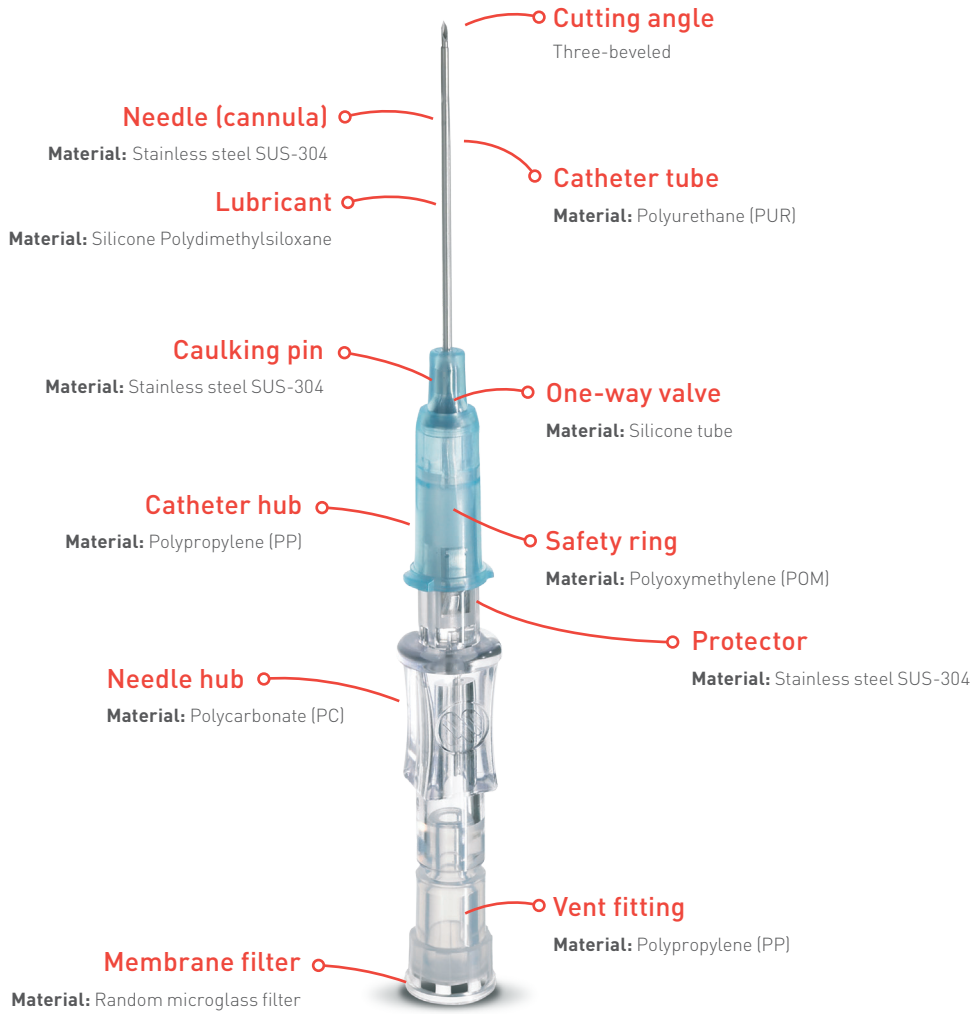 Cutting angle
Three-beveled
Needle (cannula)
Material: Stainless steel SUS-304
Catheter tube
Material: Polyurethane (PUR)
Lubricant
Material: Silicone Polydimethylsiloxane
Caulking pin
Material: Stainless steel SUS-304
One-way valve
Material: Silicone tube
Catheter hub
Material: Polypropylene (PP)
Safety ring
Material: Polyoxymethylene (POM)
Protector
Material: Stainless steel SUS-304
Needle hub
Material: Polycarbonate (PC)
Vent fitting
Material: Polypropylene (PP)
Membrane filter
Material: Random microglass filter